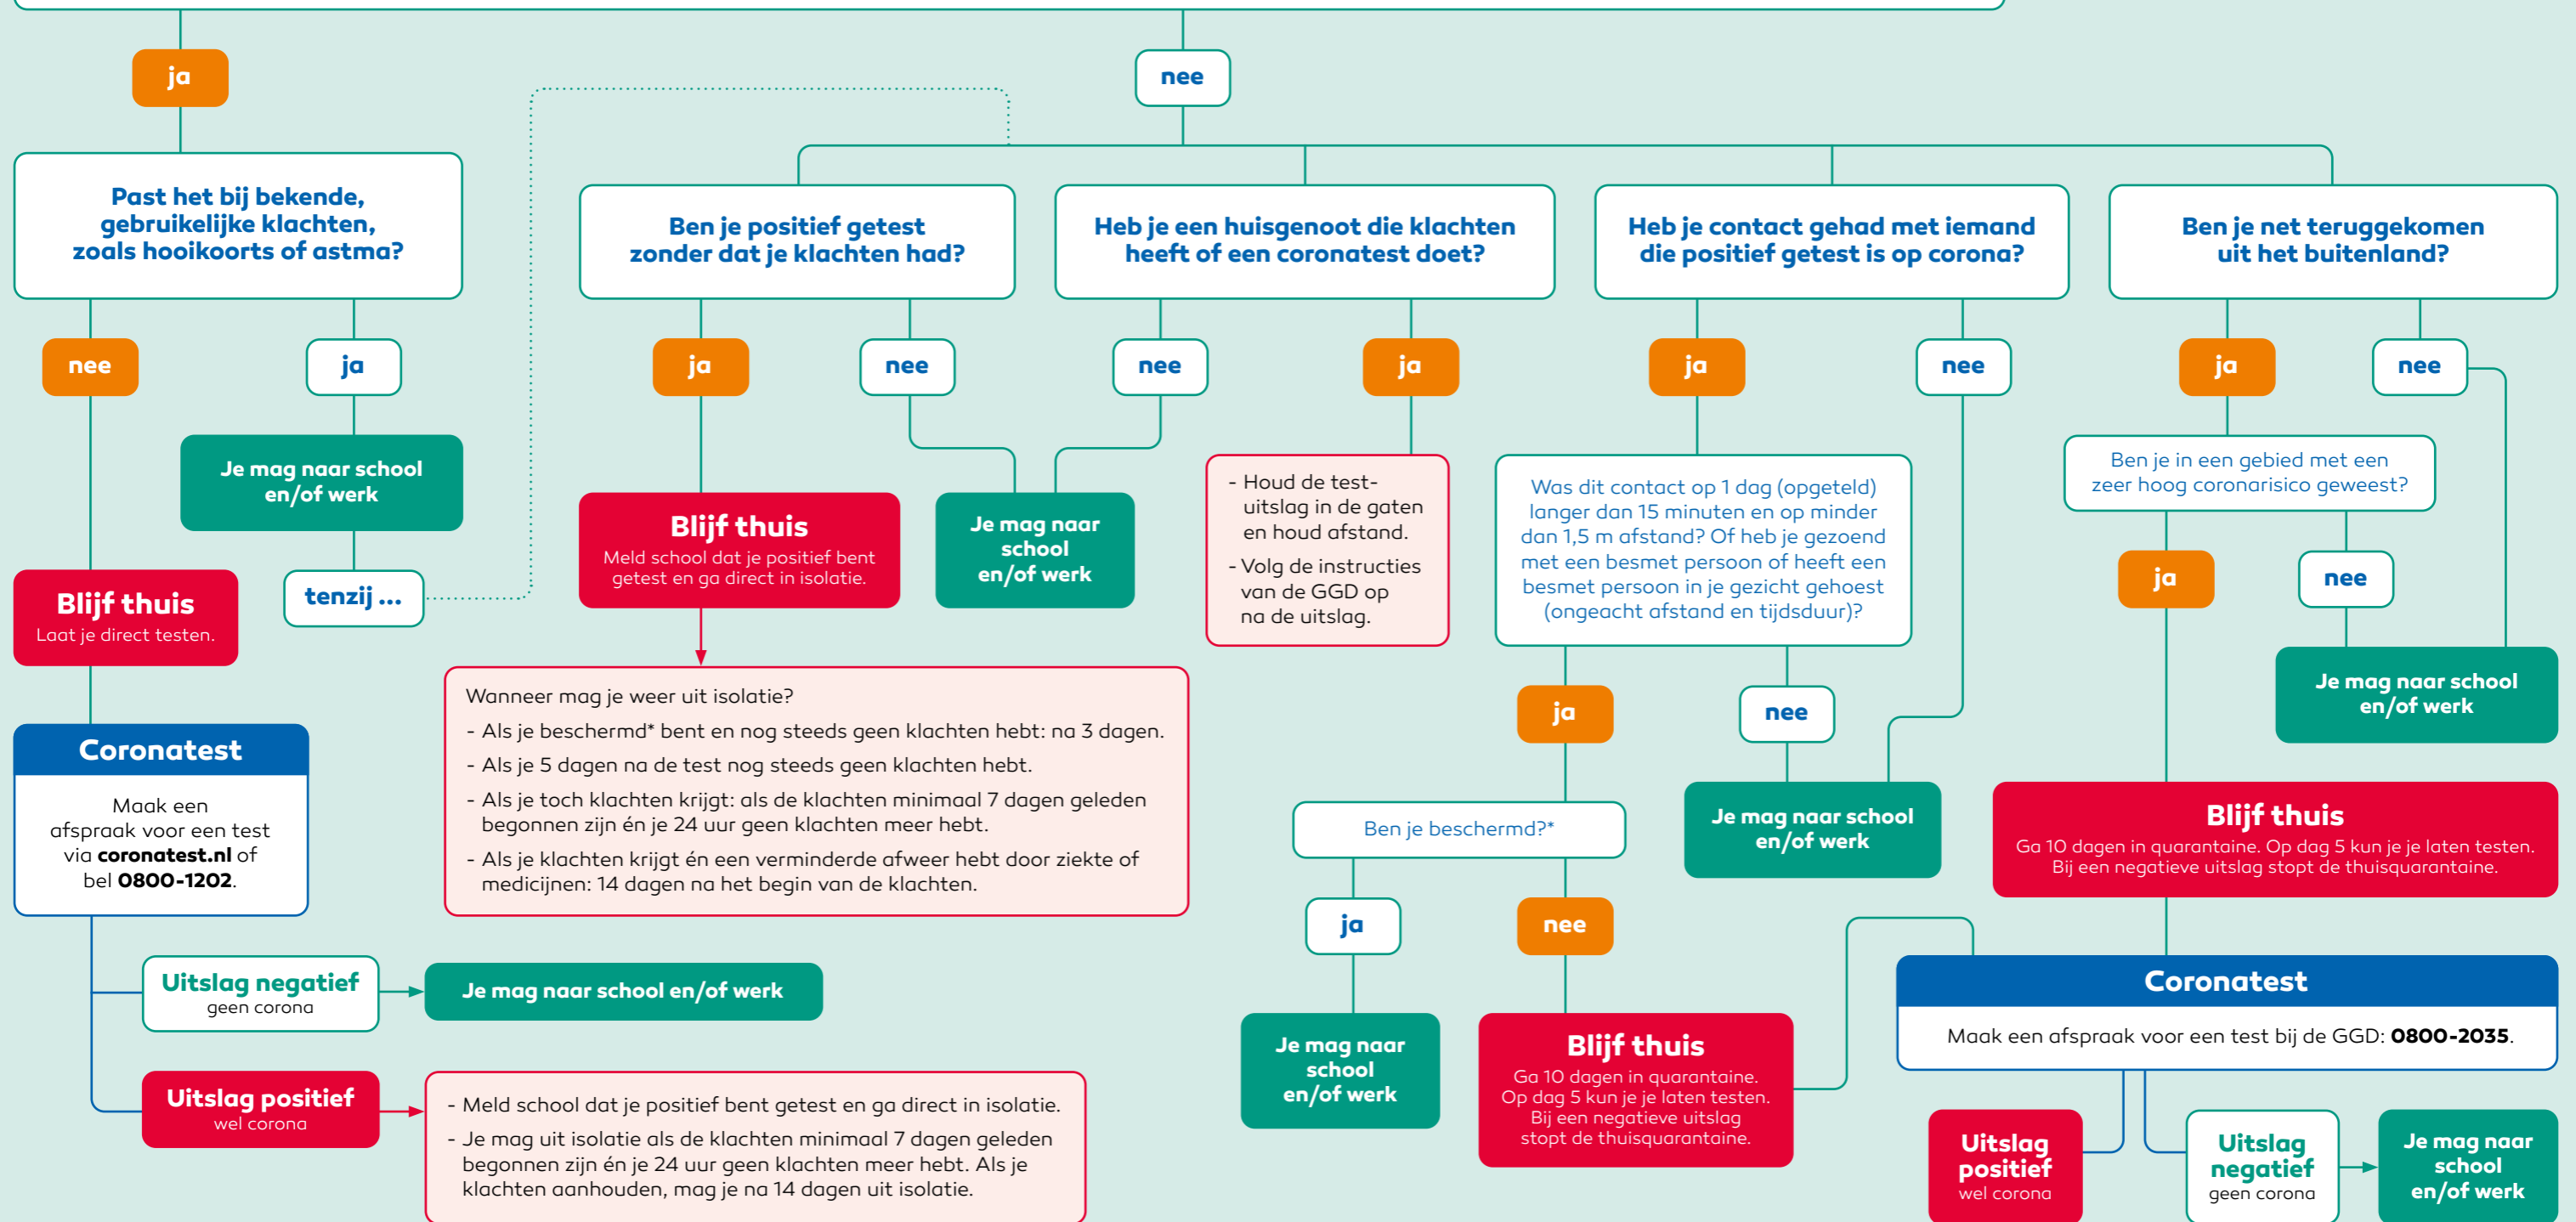 ja
nee
Past het bij bekende,
gebruikelijke klachten,
zoals hooikoorts of astma?
nee
ja
Je mag naar school
en/of werk
tenzij ...
Blijf thuis
Laat je direct testen.
Coronatest
Maak een
afspraak voor een test
via coronatest.nl of
bel 0800-1202.
Uitslag negatief
geen corona
Je mag naar school en/of werk
Uitslag positief
wel corona
- Meld school dat je positief bent getest en ga direct in isolatie.
- Je mag uit isolatie als de klachten minimaal 7 dagen geleden
begonnen zijn én je 24 uur geen klachten meer hebt. Als je
klachten aanhouden, mag je na 14 dagen uit isolatie.
Ben je positief getest
zonder dat je klachten had?
ja
nee
Blijf thuis
Meld school dat je positief bent
getest en ga direct in isolatie.
Wanneer mag je weer uit isolatie?
- Als je beschermd* bent en nog steeds geen klachten hebt: na 3 dagen.
- Als je 5 dagen na de test nog steeds geen klachten hebt.
- Als je toch klachten krijgt: als de klachten minimaal 7 dagen geleden
begonnen zijn én je 24 uur geen klachten meer hebt.
- Als je klachten krijgt én een verminderde afweer hebt door ziekte of
medicijnen: 14 dagen na het begin van de klachten.
Heb je een huisgenoot die klachten
heeft of een coronatest doet?
nee
ja
Je mag naar
school
en/of werk
- Houd de test-
uitslag in de gaten
en houd afstand.
- Volg de instructies
van de GGD op
na de uitslag.
Heb je contact gehad met iemand
die positief getest is op corona?
ja
nee
Was dit contact op 1 dag (opgeteld)
langer dan 15 minuten en op minder
dan 1,5 m afstand? Of heb je gezoend
met een besmet persoon of heeft een
besmet persoon in je gezicht gehoest
(ongeacht afstand en tijdsduur)?
ja
nee
Je mag naar school
en/of werk
Ben je beschermd?*
ja
nee
Je mag naar
school
en/of werk
Blijf thuis
Ga 10 dagen in quarantaine.
Op dag 5 kun je je laten testen.
Bij een negatieve uitslag
stopt de thuisquarantaine.
Ben je net teruggekomen
uit het buitenland?
ja
nee
Ben je in een gebied met een
zeer hoog coronarisico geweest?
ja
nee
Je mag naar school
en/of werk
Blijf thuis
Ga 10 dagen in quarantaine. Op dag 5 kun je je laten testen.
Bij een negatieve uitslag stopt de thuisquarantaine.
Coronatest
Maak een afspraak voor een test bij de GGD: 0800-2035.
Uitslag
positief
wel corona
Uitslag
negatief
geen corona
Je mag naar
school
en/of werk